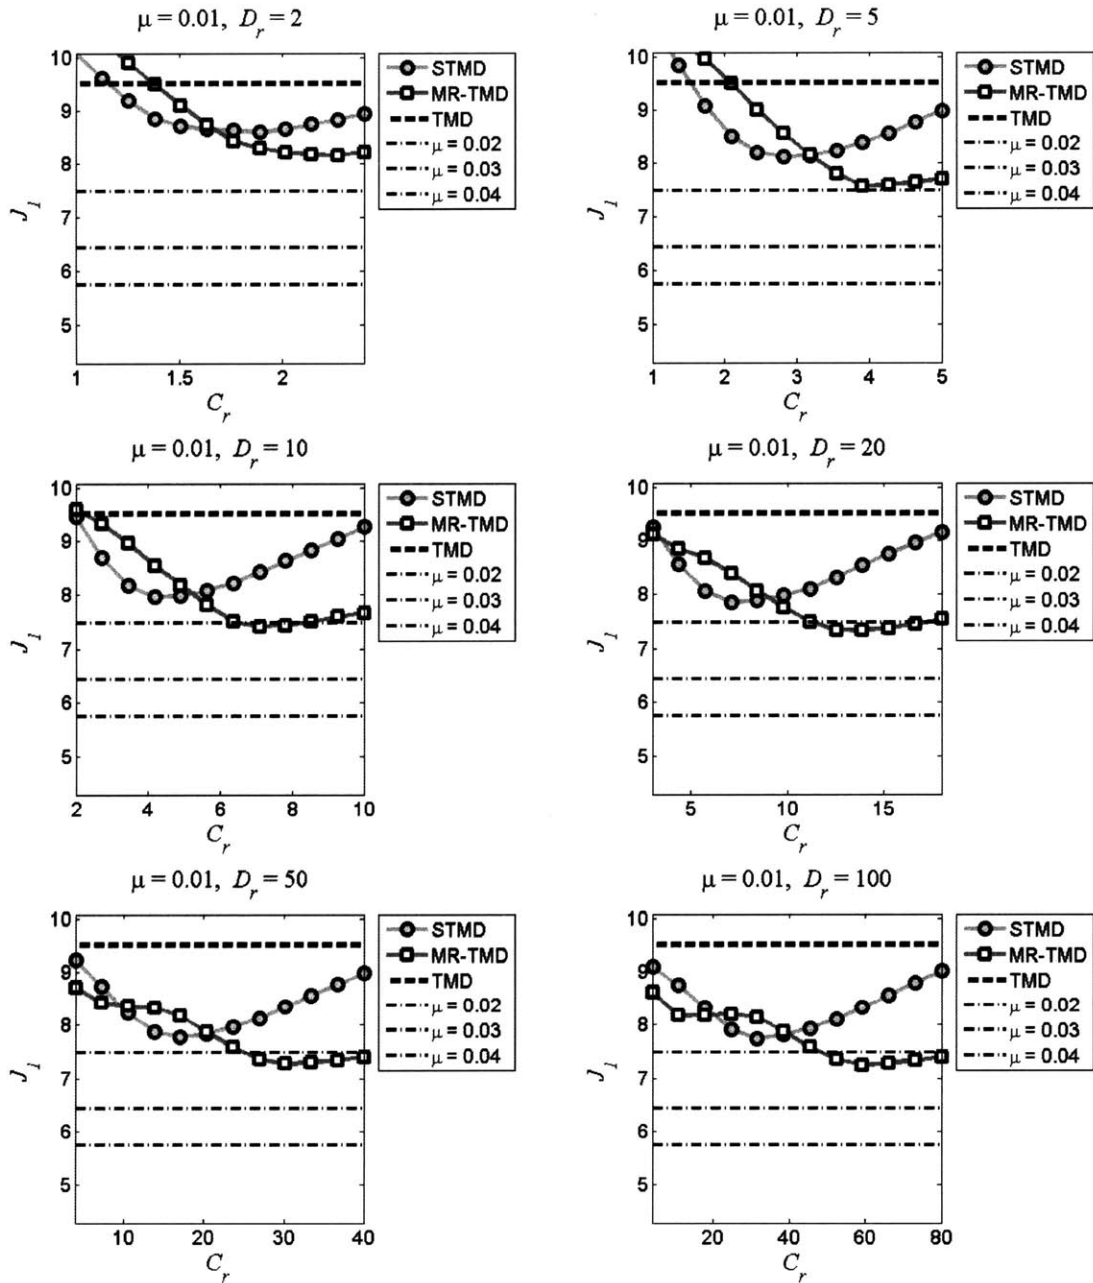 μ = 0.01, D_r = 2
10
9
8
7
6
5
J_1
1
1.5
2
C_r
STMD
MR-TMD
TMD
μ = 0.02
μ = 0.03
μ = 0.04
μ = 0.01, D_r = 5
10
9
8
7
6
5
J_1
1
2
3
4
5
C_r
STMD
MR-TMD
TMD
μ = 0.02
μ = 0.03
μ = 0.04
μ = 0.01, D_r = 10
10
9
8
7
6
5
J_1
2
4
6
8
10
C_r
STMD
MR-TMD
TMD
μ = 0.02
μ = 0.03
μ = 0.04
μ = 0.01, D_r = 20
10
9
8
7
6
5
J_1
5
10
15
C_r
STMD
MR-TMD
TMD
μ = 0.02
μ = 0.03
μ = 0.04
μ = 0.01, D_r = 50
10
9
8
7
6
5
J_1
10
20
30
40
C_r
STMD
MR-TMD
TMD
μ = 0.02
μ = 0.03
μ = 0.04
μ = 0.01, D_r = 100
10
9
8
7
6
5
J_1
20
40
60
80
C_r
STMD
MR-TMD
TMD
μ = 0.02
μ = 0.03
μ = 0.04